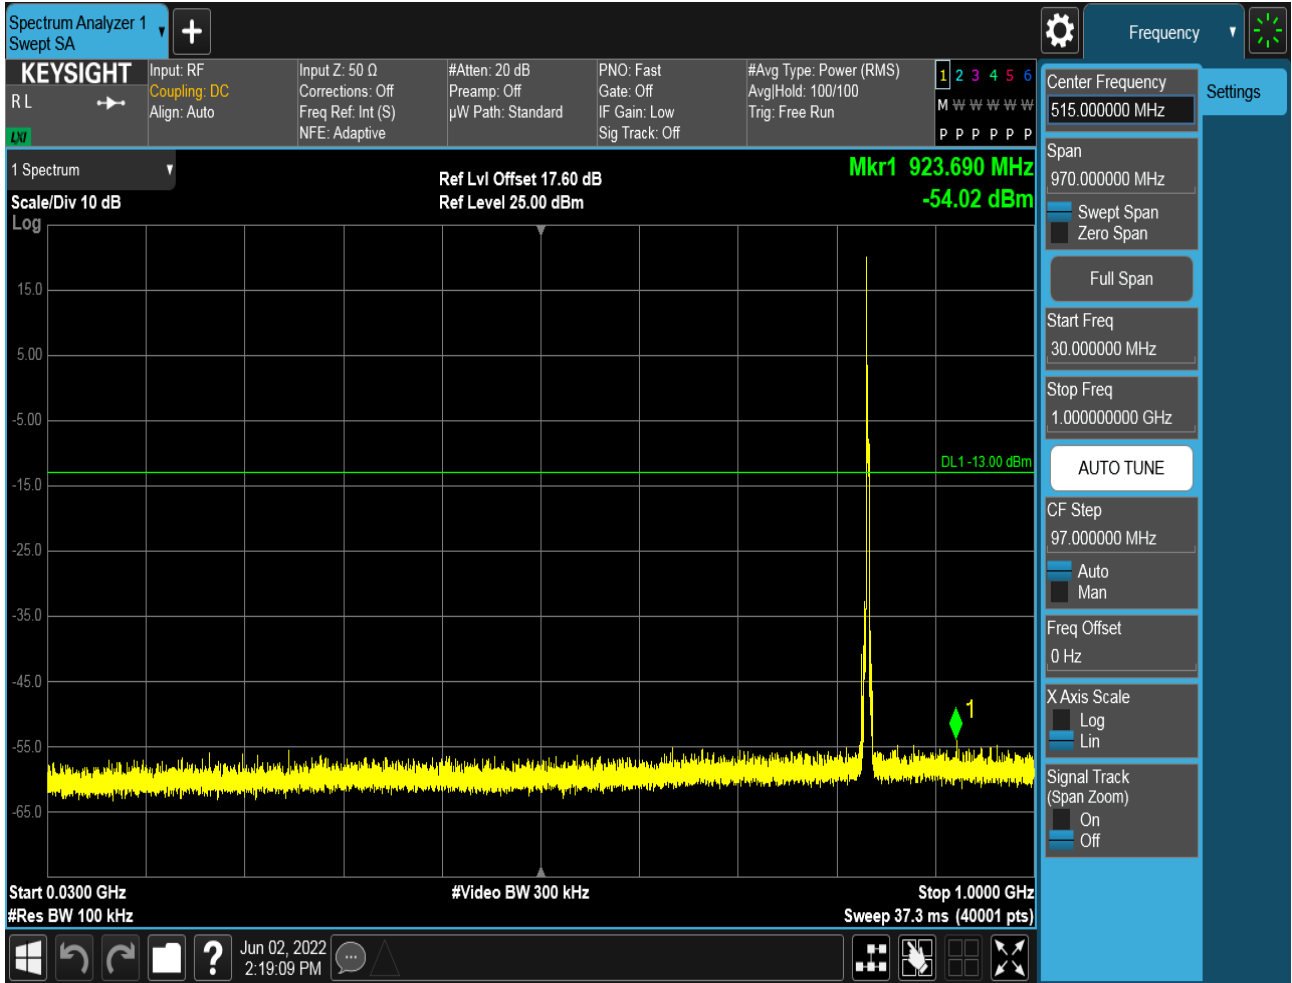 Spectrum Analyzer 1
Swept SA
Frequency
KEYSIGHT
R L
LXI
Input: RF
Coupling: DC
Align: Auto
Input Z: 50 Ω
Corrections: Off
Freq Ref: Int (S)
NFE: Adaptive
#Atten: 20 dB
Preamp: Off
µW Path: Standard
PNO: Fast
Gate: Off
IF Gain: Low
Sig Track: Off
#Avg Type: Power (RMS)
Avg|Hold: 100/100
Trig: Free Run
1 2 3 4 5 6
M W W W W W
P P P P P P
1 Spectrum
Scale/Div 10 dB
Log
Ref Lvl Offset 17.60 dB
Ref Level 25.00 dBm
Mkr1 923.690 MHz
-54.02 dBm
15.0
5.00
-5.00
DL1 -13.00 dBm
-15.0
-25.0
-35.0
-45.0
1
-55.0
-65.0
Start 0.0300 GHz
#Res BW 100 kHz
#Video BW 300 kHz
Stop 1.0000 GHz
Sweep 37.3 ms (40001 pts)
Center Frequency
515.000000 MHz
Settings
Span
970.000000 MHz
Swept Span
Zero Span
Full Span
Start Freq
30.000000 MHz
Stop Freq
1.000000000 GHz
AUTO TUNE
CF Step
97.000000 MHz
Auto
Man
Freq Offset
0 Hz
X Axis Scale
Log
Lin
Signal Track
(Span Zoom)
On
Off
?
Jun 02, 2022
2:19:09 PM